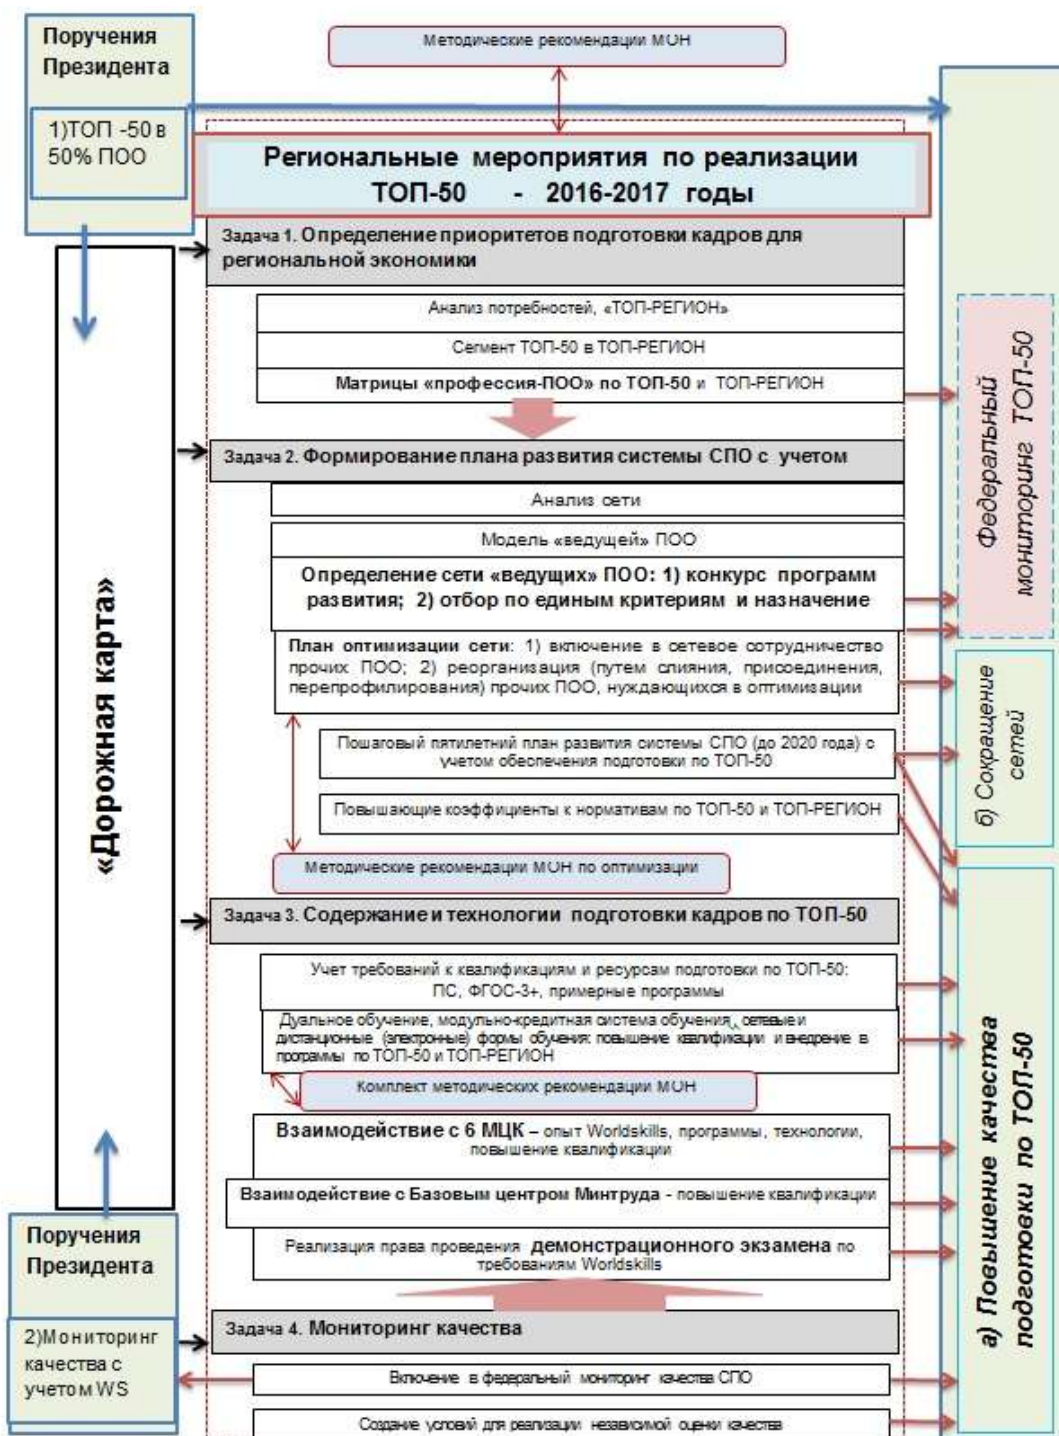 Поручения
Президента
1)ТОП -50 в
50% ПОО
Методические рекомендации МОН
Региональные мероприятия по реализации
ТОП-50 - 2016-2017 годы
«Дорожная карта»
Задача 1. Определение приоритетов подготовки кадров для
региональной экономики
Анализ потребностей, «ТОП-РЕГИОН»
Сегмент ТОП-50 в ТОП-РЕГИОН
Матрицы «профессия-ПОО» по ТОП-50 и ТОП-РЕГИОН
Задача 2. Формирование плана развития системы СПО с учетом
Анализ сети
Модель «ведущей» ПОО
Определение сети «ведущих» ПОО: 1) конкурс программ
развития; 2) отбор по единым критериям и назначение
План оптимизации сети: 1) включение в сетевое сотрудничество
прочих ПОО; 2) реорганизация (путем слияния, присоединения,
перепрофилирования) прочих ПОО, нуждающихся в оптимизации
Пошаговый пятилетний план развития системы СПО (до 2020 года) с
учетом обеспечения подготовки по ТОП-50
Повышающие коэффициенты к нормативам по ТОП-50 и ТОП-РЕГИОН
Методические рекомендации МОН по оптимизации
Задача 3. Содержание и технологии подготовки кадров по ТОП-50
Учет требований к квалификациям и ресурсам подготовки по ТОП-50:
ПС, ФГОС-3+, примерные программы
Дуальное обучение, модульно-кредитная система обучения, сетевые и
дистанционные (электронные) формы обучения: повышение квалификации и внедрение в
программы по ТОП-50 и ТОП-РЕГИОН
Комплект методических рекомендации МОН
Взаимодействие с 6 МЦК – опыт Worldskills, программы, технологии,
повышение квалификации
Взаимодействие с Базовым центром Минтруда - повышение квалификации
Реализация права проведения демонстрационного экзамена по
требованиям Worldskills
Задача 4. Мониторинг качества
Включение в федеральный мониторинг качества СПО
Создание условий для реализации независимой оценки качества
Поручения
Президента
2)Мониторинг
качества с
учетом WS
Федеральный
мониторинг ТОП-50
б) Сокращение
сетей
а) Повышение качества
подготовки по ТОП-50